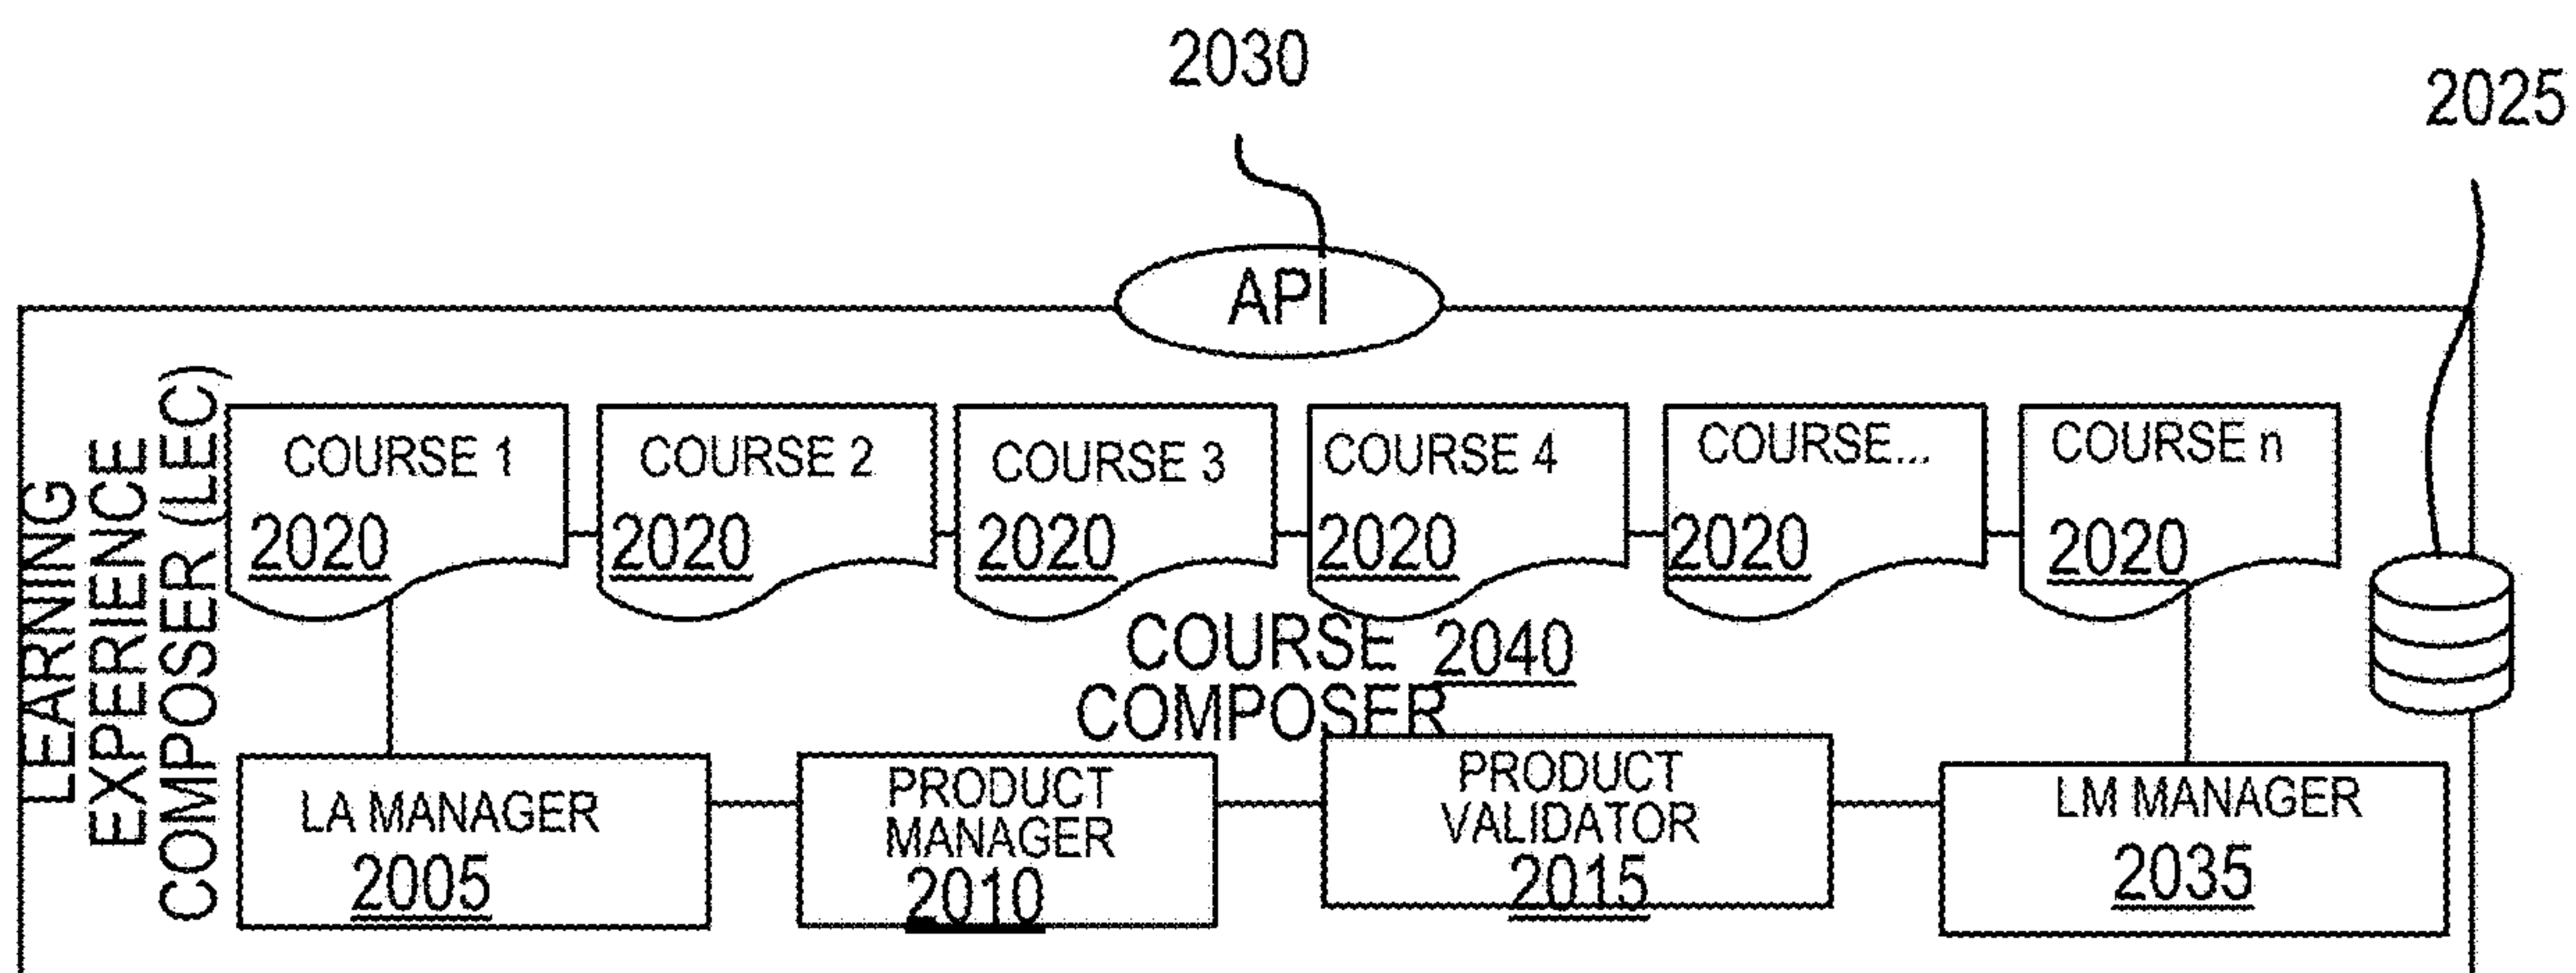 2030
2025
API
LEARNING
EXPERIENCE
COMPOSER (LEC)
COURSE 1
2020
COURSE 2
2020
COURSE 3
2020
COURSE 4
2020
COURSE...
2020
COURSE n
2020
COURSE 2040
COMPOSER
LA MANAGER
2005
PRODUCT
MANAGER
2010
PRODUCT
VALIDATOR
2015
LM MANAGER
2035